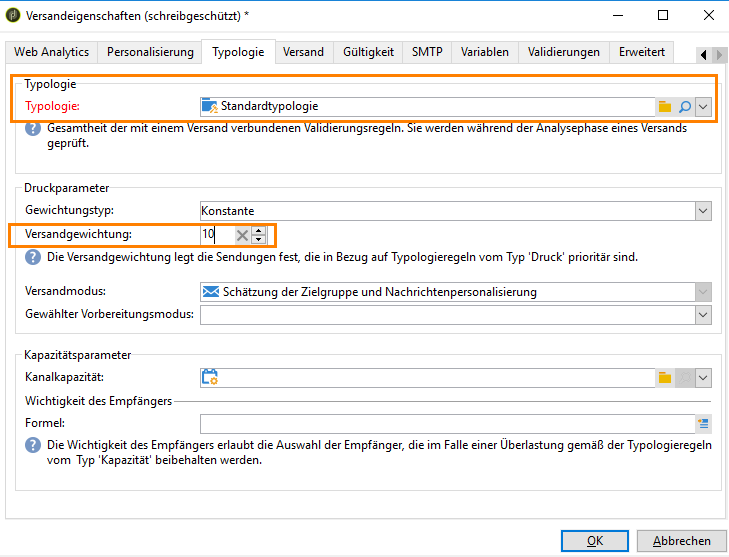 Versandeigenschaften (schreibgeschützt) *
Web Analytics Personalisierung Typologie Versand Gültigkeit SMTP Variablen Validierungen Erweitert
Typologie
Typologie: Standardtypologie
Gesamtheit der mit einem Versand verbundenen Validierungsregeln. Sie werden während der Analysephase eines Versands
geprüft.
Druckparameter
Gewichtungstyp: Konstante
Versandgewichtung: 10
Die Versandgewichtung legt die Sendungen fest, die in Bezug auf Typologieregeln vom Typ 'Druck' prioritär sind.
Versandmodus: Schätzung der Zielgruppe und Nachrichtenpersonalisierung
Gewählter Vorbereitungsmodus:
Kapazitätsparameter
Kanalkapazität:
Wichtigkeit des Empfängers
Formel:
Die Wichtigkeit des Empfängers erlaubt die Auswahl der Empfänger, die im Falle einer Überlastung gemäß der Typologieregeln
vom Typ 'Kapazität' beibehalten werden.
OK Abbrechen